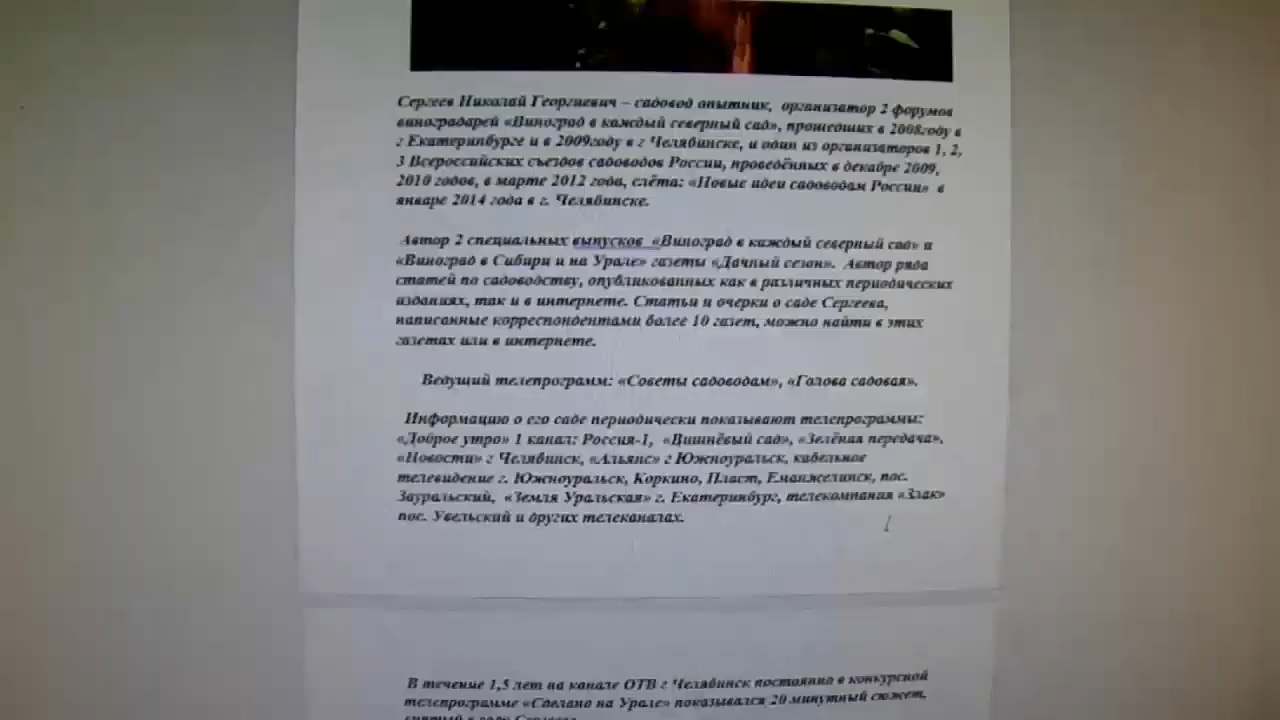 Сергеев Николай Георгиевич – садовод опытник, организатор 2 форумов
виноградарей «Виноград в каждый северный сад», прошедших в 2008году в
г Екатеринбурге и в 2009году в г Челябинске, и один из организаторов 1, 2,
3 Всероссийских съездов садоводов России, проведённых в декабре 2009,
2010 годов, в марте 2012 года, слёта: «Новые идеи садоводам России» в
январе 2014 года в г. Челябинске.
Автор 2 специальных выпусков «Виноград в каждый северный сад» и
«Виноград в Сибири и на Урале» газеты «Дачный сезон». Автор ряда
статей по садоводству, опубликованных как в различных периодических
изданиях, так и в интернете. Статьи и очерки о саде Сергеева,
написанные корреспондентами более 10 газет, можно найти в этих
газетах или в интернете.
Ведущий телепрограмм: «Советы садоводам», «Голова садовая».
Информацию о его саде периодически показывают телепрограммы:
«Доброе утро» 1 канал: Россия-1, «Вишнёвый сад», «Зелёная передача»,
«Новости» г Челябинск, «Альянс» г Южноуральск, кабельное
телевидение г. Южноуральск, Коркино, Пласт, Еманжелинск, пос.
Зауральский, «Земля Уральская» г. Екатеринбург, телекомпания «Злак»
пос. Увельский и других телеканалах.
В течение 1,5 лет на канале ОТВ г Челябинск постоянно в конкурсной
телепрограмме «Сделано на Урале» показывался 20 минутный сюжет,